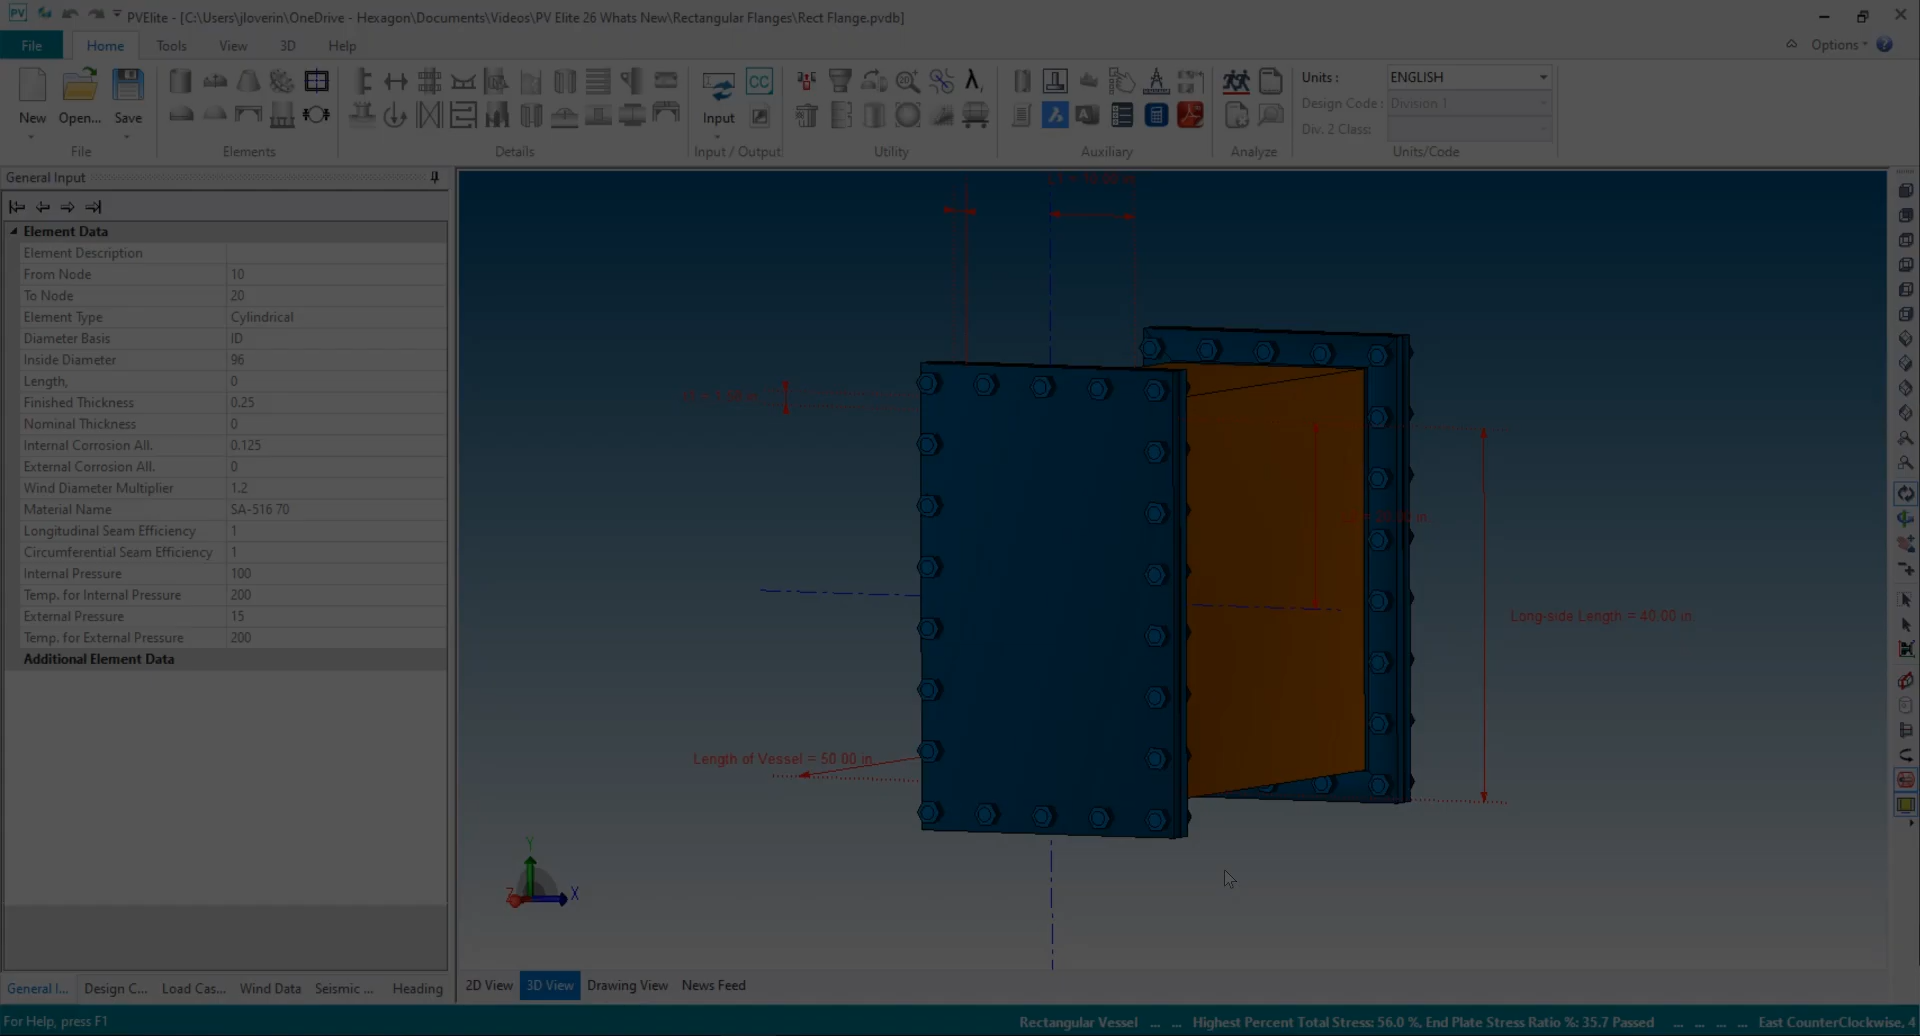 PVElite - [C:\Users\jloverin\OneDrive - Hexagon\Documents\Videos\PV Elite 26 Whats New\Rectangular Flanges\Rect Flange.pvdb]
File Home Tools View 3D Help
Options
New Open... Save
Input
File Elements Details Input / Output Utility Auxiliary Analyze Units/Code
Units : ENGLISH
Design Code : Division 1
Div. 2 Class:
General Input
Element Data
Element Description
From Node 10
To Node 20
Element Type Cylindrical
Diameter Basis ID
Inside Diameter 96
Length, 0
Finished Thickness 0.25
Nominal Thickness 0
Internal Corrosion All. 0.125
External Corrosion All. 0
Wind Diameter Multiplier 1.2
Material Name SA-516 70
Longitudinal Seam Efficiency 1
Circumferential Seam Efficiency 1
Internal Pressure 100
Temp. for Internal Pressure 200
External Pressure 15
Temp. for External Pressure 200
Additional Element Data
Long-side Length = 40.00 in.
Length of Vessel = 50.00 in.
Y
Z
X
General I... Design C... Load Cas... Wind Data Seismic ... Heading
2D View 3D View Drawing View News Feed
For Help, press F1
Rectangular Vessel ... ... Highest Percent Total Stress: 56.0 %, End Plate Stress Ratio %: 35.7 Passed ... ... ... ... East CounterClockwise, 4